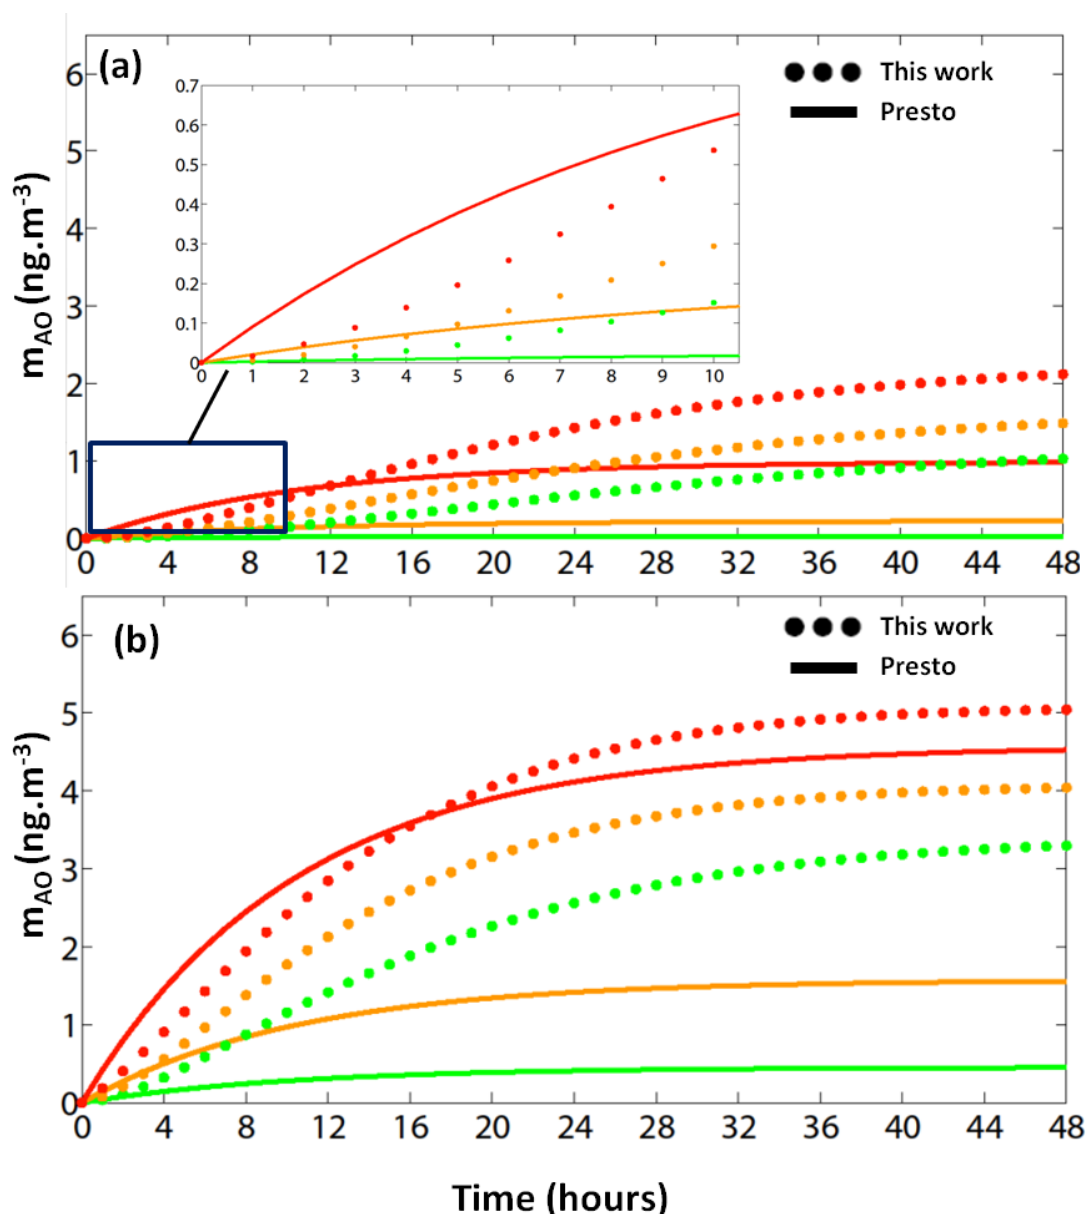 (a)
This work
Presto
m_AO (ng.m⁻³)
6
5
4
3
2
1
0
0.7
0.6
0.5
0.4
0.3
0.2
0.1
0
0 1 2 3 4 5 6 7 8 9 10
0 4 8 12 16 20 24 28 32 36 40 44 48
(b)
This work
Presto
m_AO (ng.m⁻³)
6
5
4
3
2
1
0
0 4 8 12 16 20 24 28 32 36 40 44 48
Time (hours)